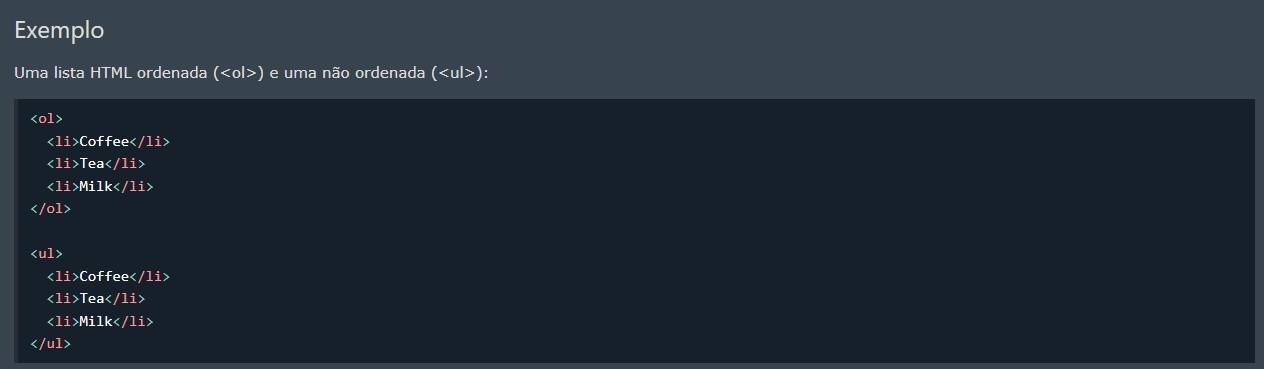 Exemplo
Uma lista HTML ordenada (<ol>) e uma não ordenada (<ul>):
<ol>
  <li>Coffee</li>
  <li>Tea</li>
  <li>Milk</li>
</ol>
<ul>
  <li>Coffee</li>
  <li>Tea</li>
  <li>Milk</li>
</ul>